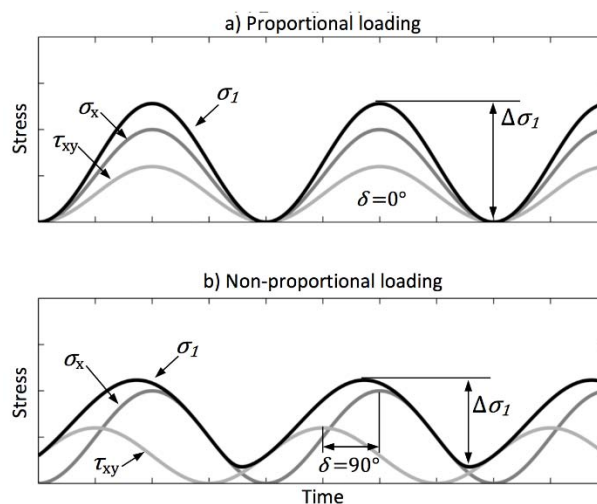 a) Proportional loading
σx
σ1
τxy
Δσ1
δ=0°
Stress
b) Non-proportional loading
σx
σ1
τxy
Δσ1
δ=90°
Stress
Time